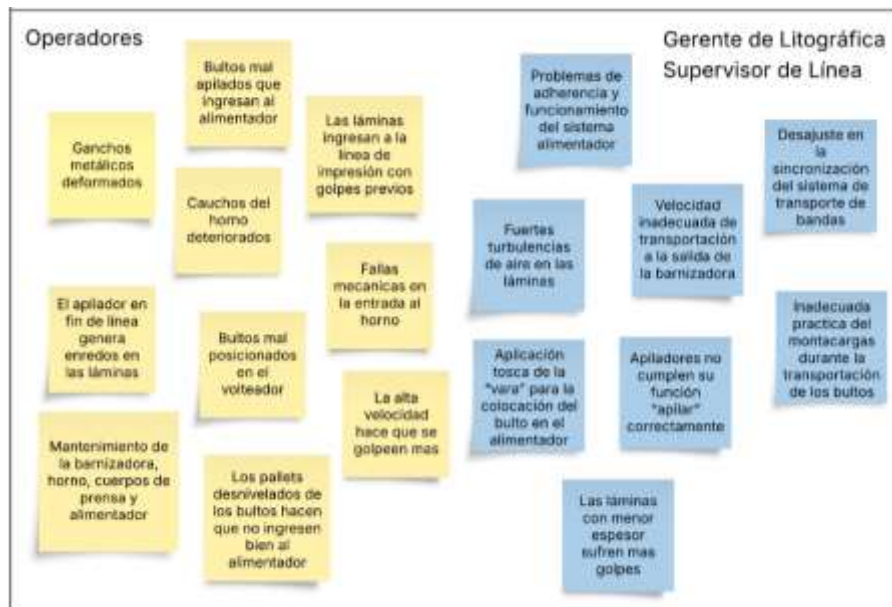 Operadores
Gerente de Litográfica
Supervisor de Línea
Bultos mal
apilados que
ingresan al
alimentador
Ganchos
metálicos
deformados
Las láminas
ingresan a la
línea de
impresión con
golpes previos
Cauchos del
horno
deteriorados
Fallas
mecanicas en
la entrada al
horno
El apilador en
fin de línea
genera
enredos en
las láminas
Bultos mal
posicionados
en el
volteador
La alta
velocidad
hace que se
golpeen mas
Mantenimiento de
la barnizadora,
horno, cuerpos de
prensa y
alimentador
Los pallets
desnivelados de
los bultos hacen
que no ingresen
bien al
alimentador
Problemas de
adherencia y
funcionamiento
del sistema
alimentador
Desajuste en
la
sincronización
del sistema de
transporte de
bandas
Fuertes
turbulencias
de aire en las
láminas
Velocidad
inadecuada de
transportación
a la salida de
la barnizadora
Inadecuada
practica del
montacargas
durante la
transportación
de los bultos
Aplicación
tosca de la
"vara" para la
colocación del
bulto en el
alimentador
Apiladores no
cumplen su
función
"apilar"
correctamente
Las láminas
con menor
espesor
sufren mas
golpes